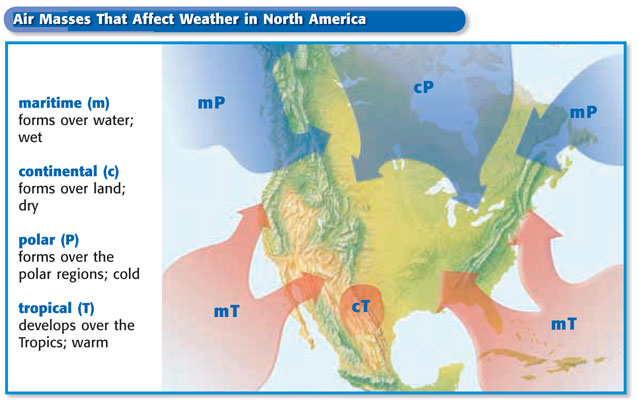 Air Masses That Affect Weather in North America
maritime (m)
forms over water;
wet
continental (c)
forms over land;
dry
polar (P)
forms over the
polar regions; cold
tropical (T)
develops over the
Tropics; warm
mP
cP
mP
mT
cT
mT